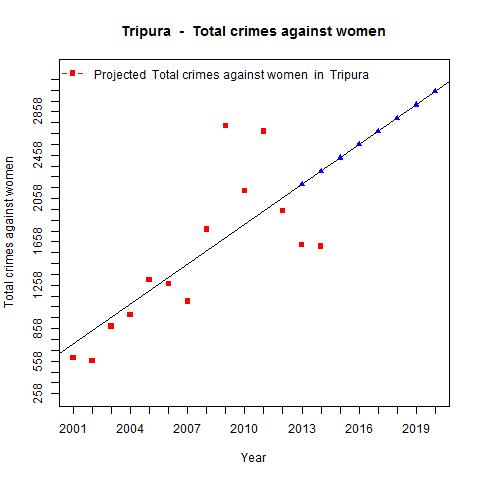 Tripura - Total crimes against women
Projected Total crimes against women in Tripura
Total crimes against women
2858
2458
2058
1658
1258
858
558
258
2001 2004 2007 2010 2013 2016 2019
Year